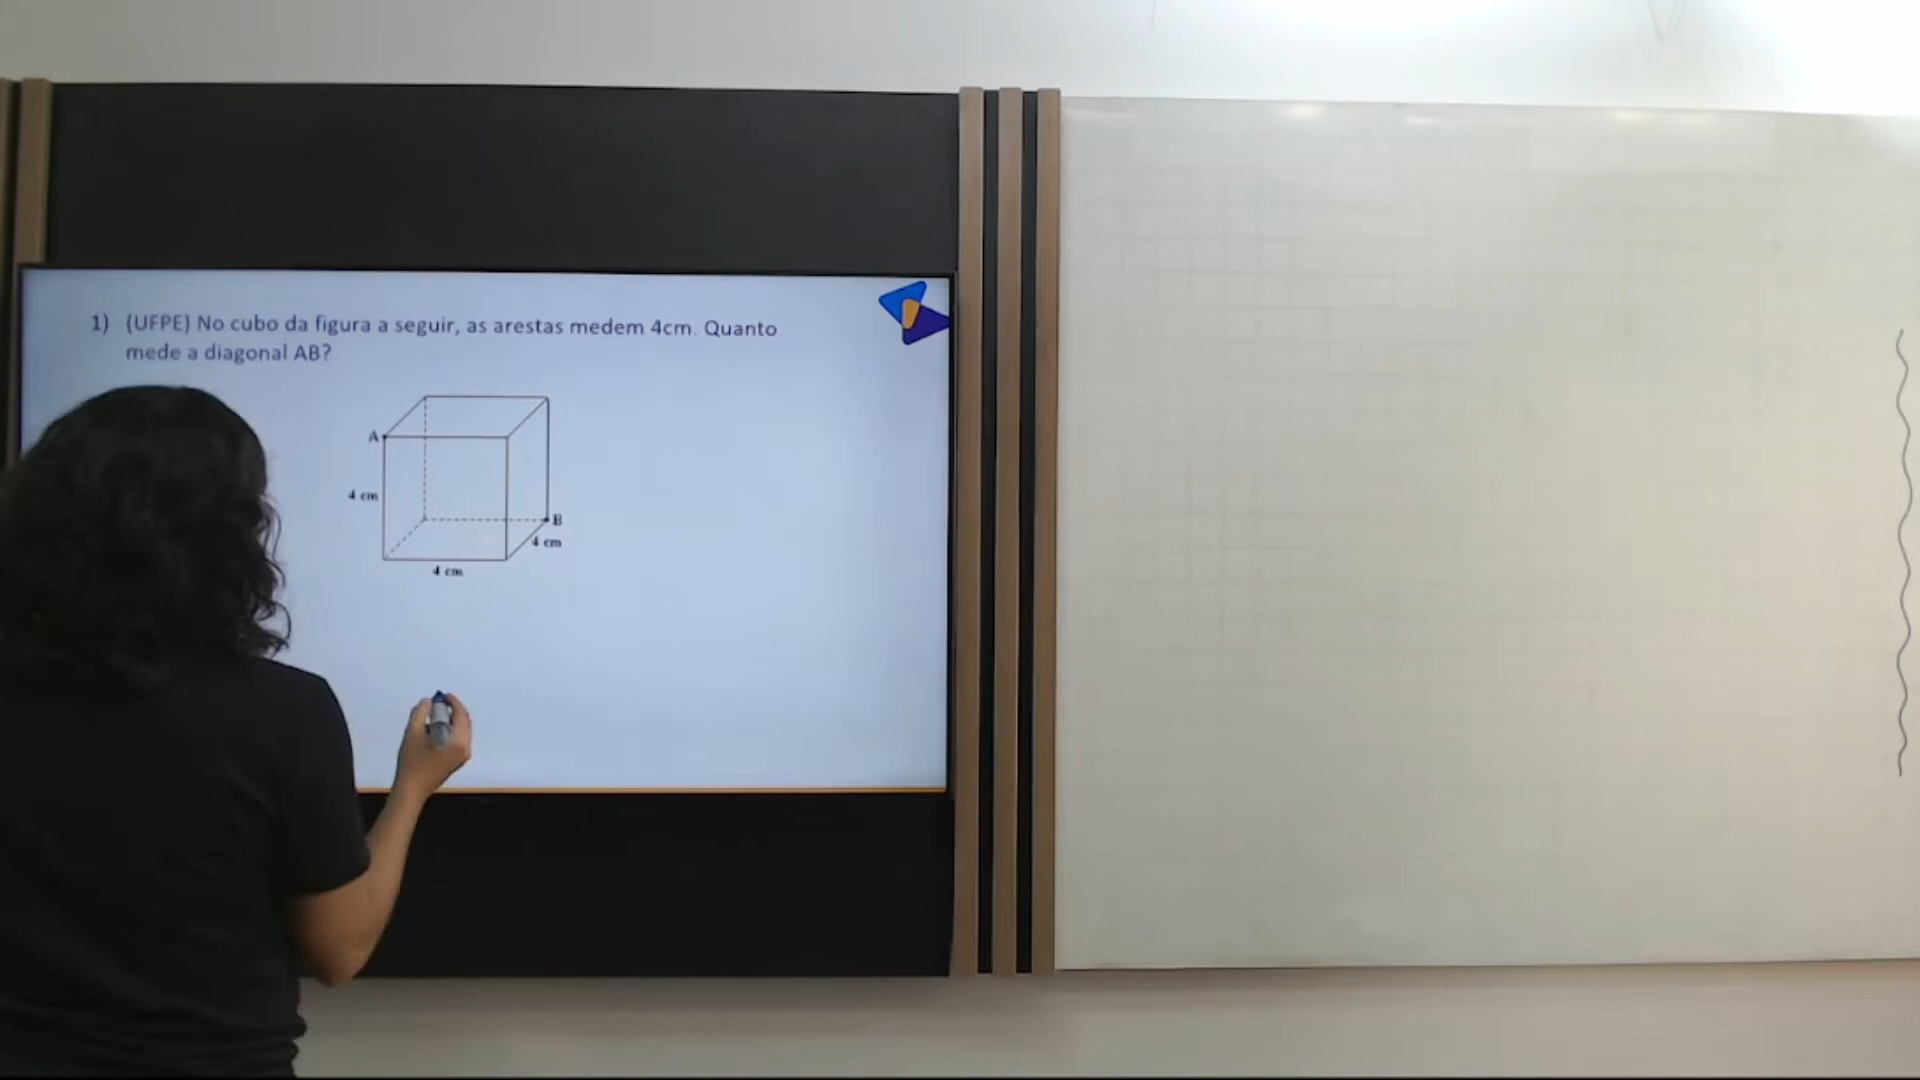 1) (UFPE) No cubo da figura a seguir, as arestas medem 4cm. Quanto
mede a diagonal AB?
A
4 cm
B
4 cm
4 cm